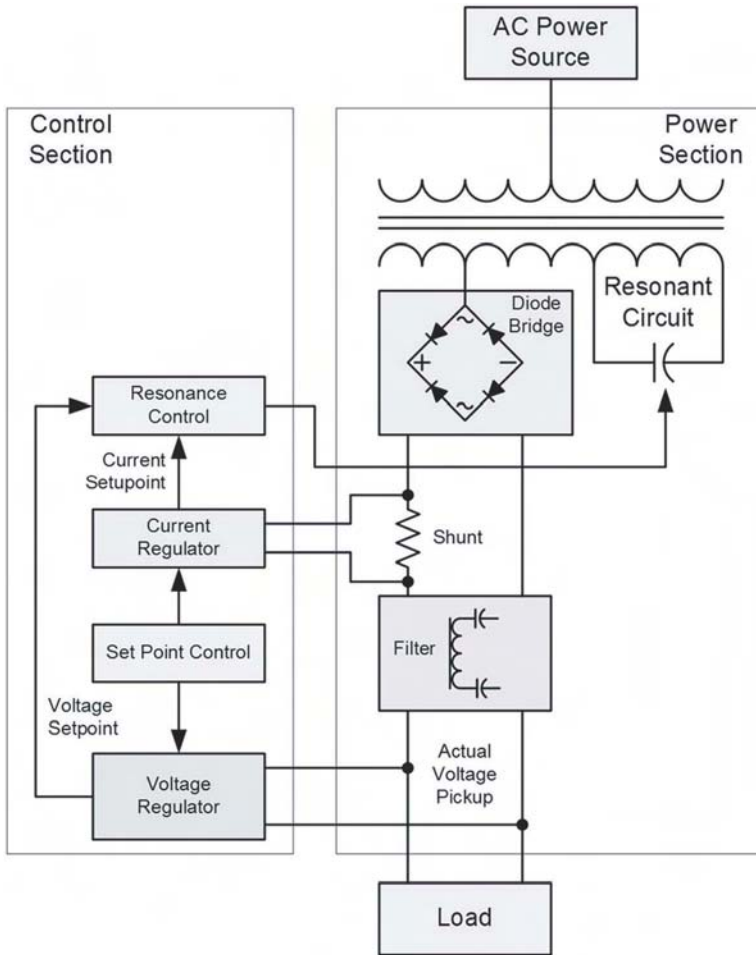 AC Power
Source
Control
Section
Power
Section
Resonant
Circuit
Diode
Bridge
~
+
−
~
Resonance
Control
Current
Setupoint
Current
Regulator
Shunt
Set Point Control
Filter
Voltage
Setpoint
Actual
Voltage
Pickup
Voltage
Regulator
Load